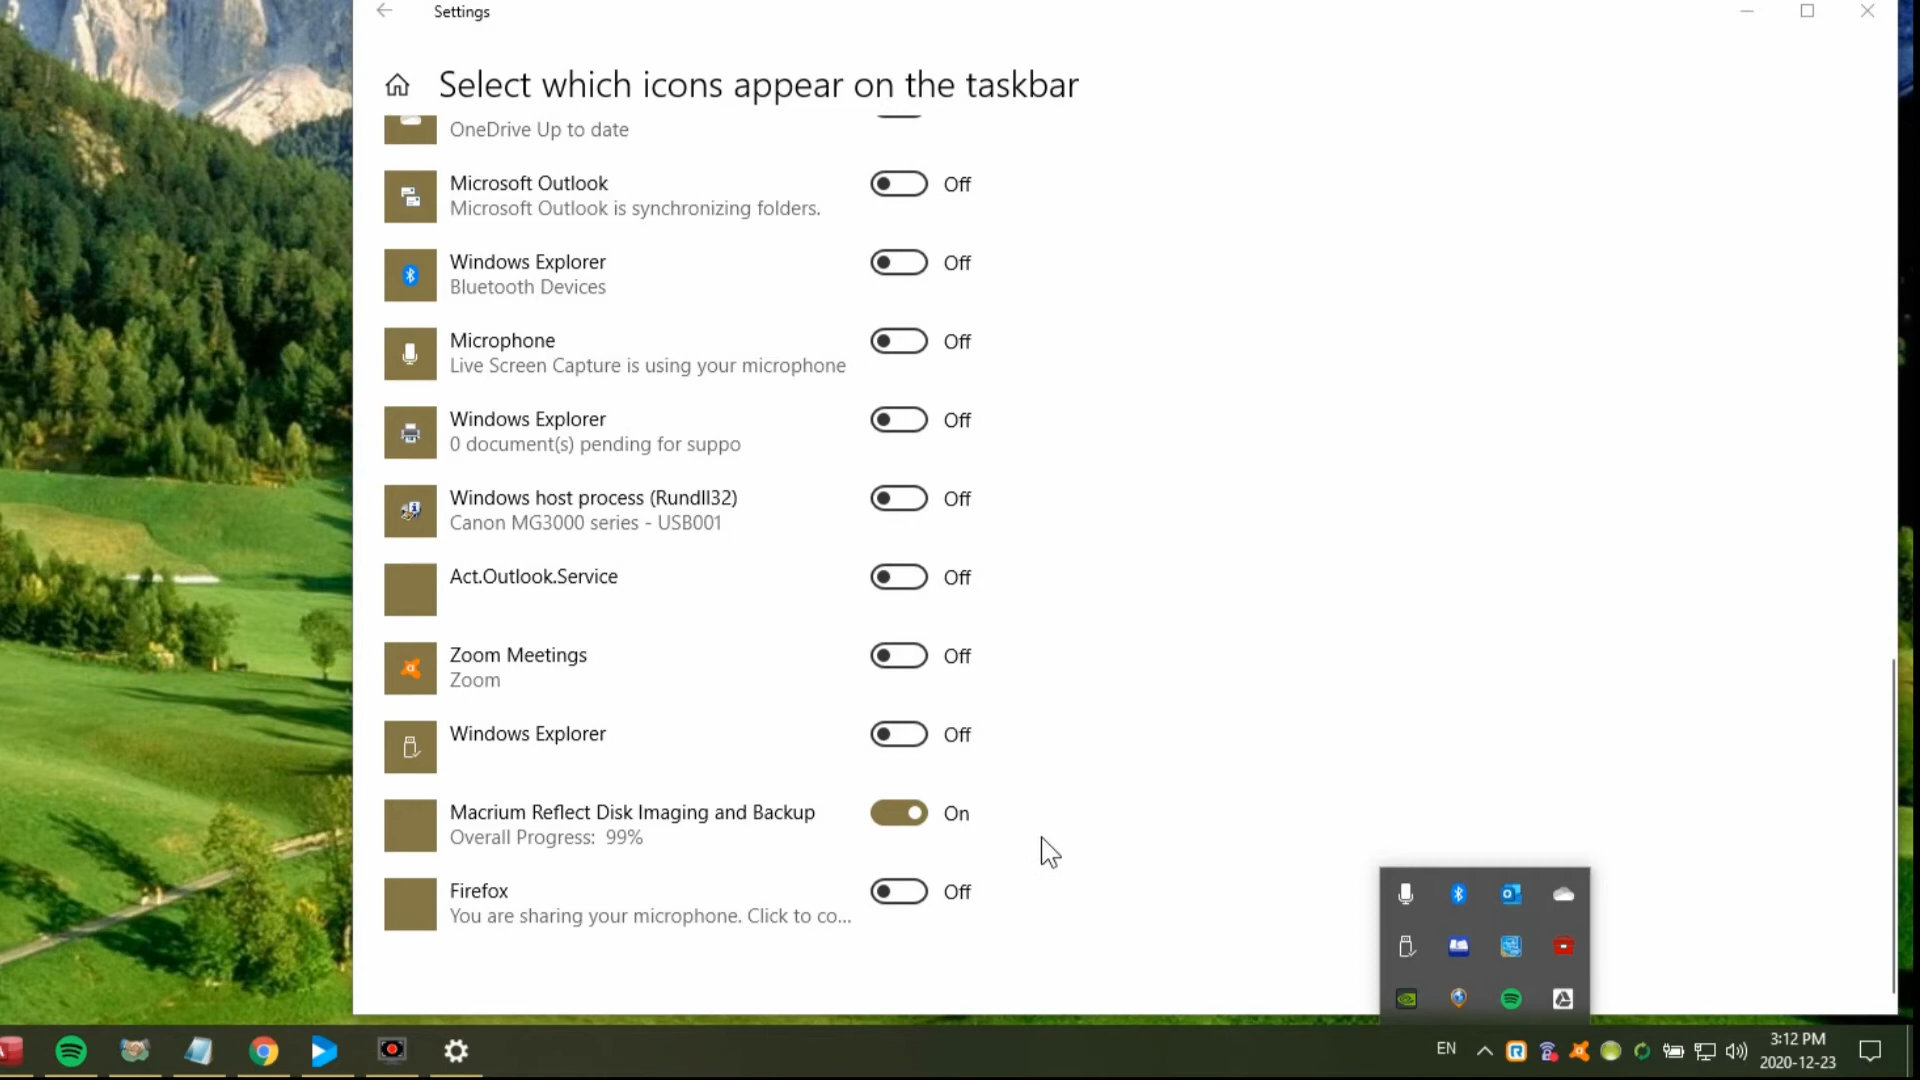 Settings
Select which icons appear on the taskbar
OneDrive Up to date
Microsoft Outlook
Off
Microsoft Outlook is synchronizing folders.
Windows Explorer
Off
Bluetooth Devices
Microphone
Off
Live Screen Capture is using your microphone
Windows Explorer
Off
0 document(s) pending for suppo
Windows host process (Rundll32)
Off
Canon MG3000 series - USB001
Act.Outlook.Service
Off
Zoom Meetings
Off
Zoom
Windows Explorer
Off
Macrium Reflect Disk Imaging and Backup
On
Overall Progress: 99%
Firefox
Off
You are sharing your microphone. Click to co...
EN
3:12 PM
2020-12-23